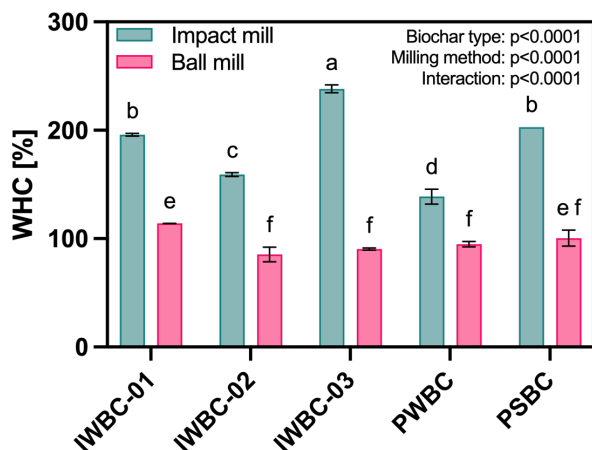 300
200
100
0
WHC [%]
Impact mill
Ball mill
Biochar type: p<0.0001
Milling method: p<0.0001
Interaction: p<0.0001
b
e
c
f
a
f
d
f
b
e f
IWBC-01
IWBC-02
IWBC-03
PWBC
PSBC